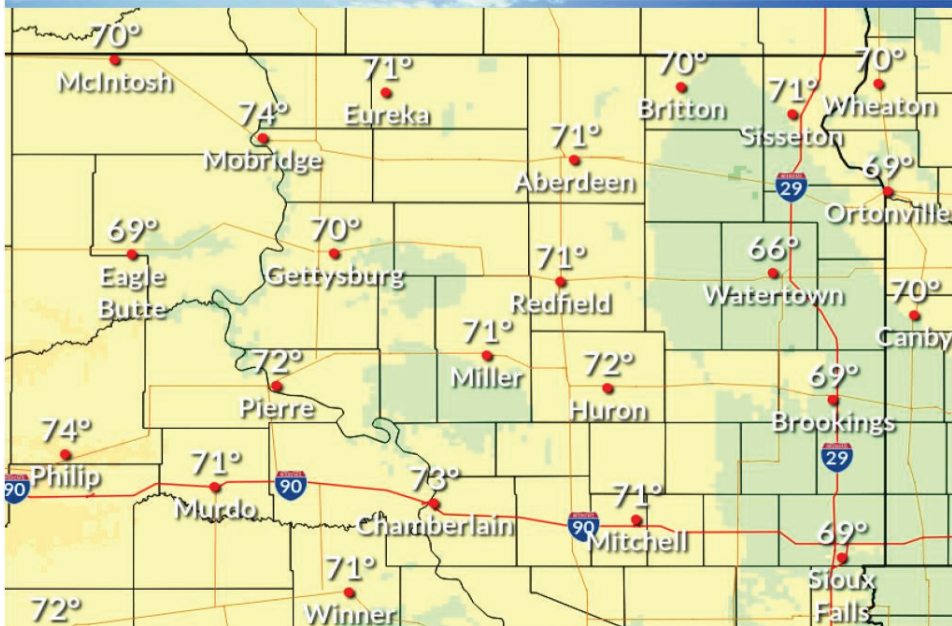 70°
McIntosh
71°
Eureka
70°
Britton
71°
Sisseton
70°
Wheaton
74°
Mobridge
71°
Aberdeen
69°
Ortonville
29
69°
Eagle
Butte
70°
Gettysburg
71°
Redfield
66°
Watertown
70°
Canby
72°
Pierre
71°
Miller
72°
Huron
69°
Brookings
74°
Philip
90
71°
Murdo
90
73°
Chamberlain
90
71°
Mitchell
29
69°
Sioux
Falls
71°
Winner
72°